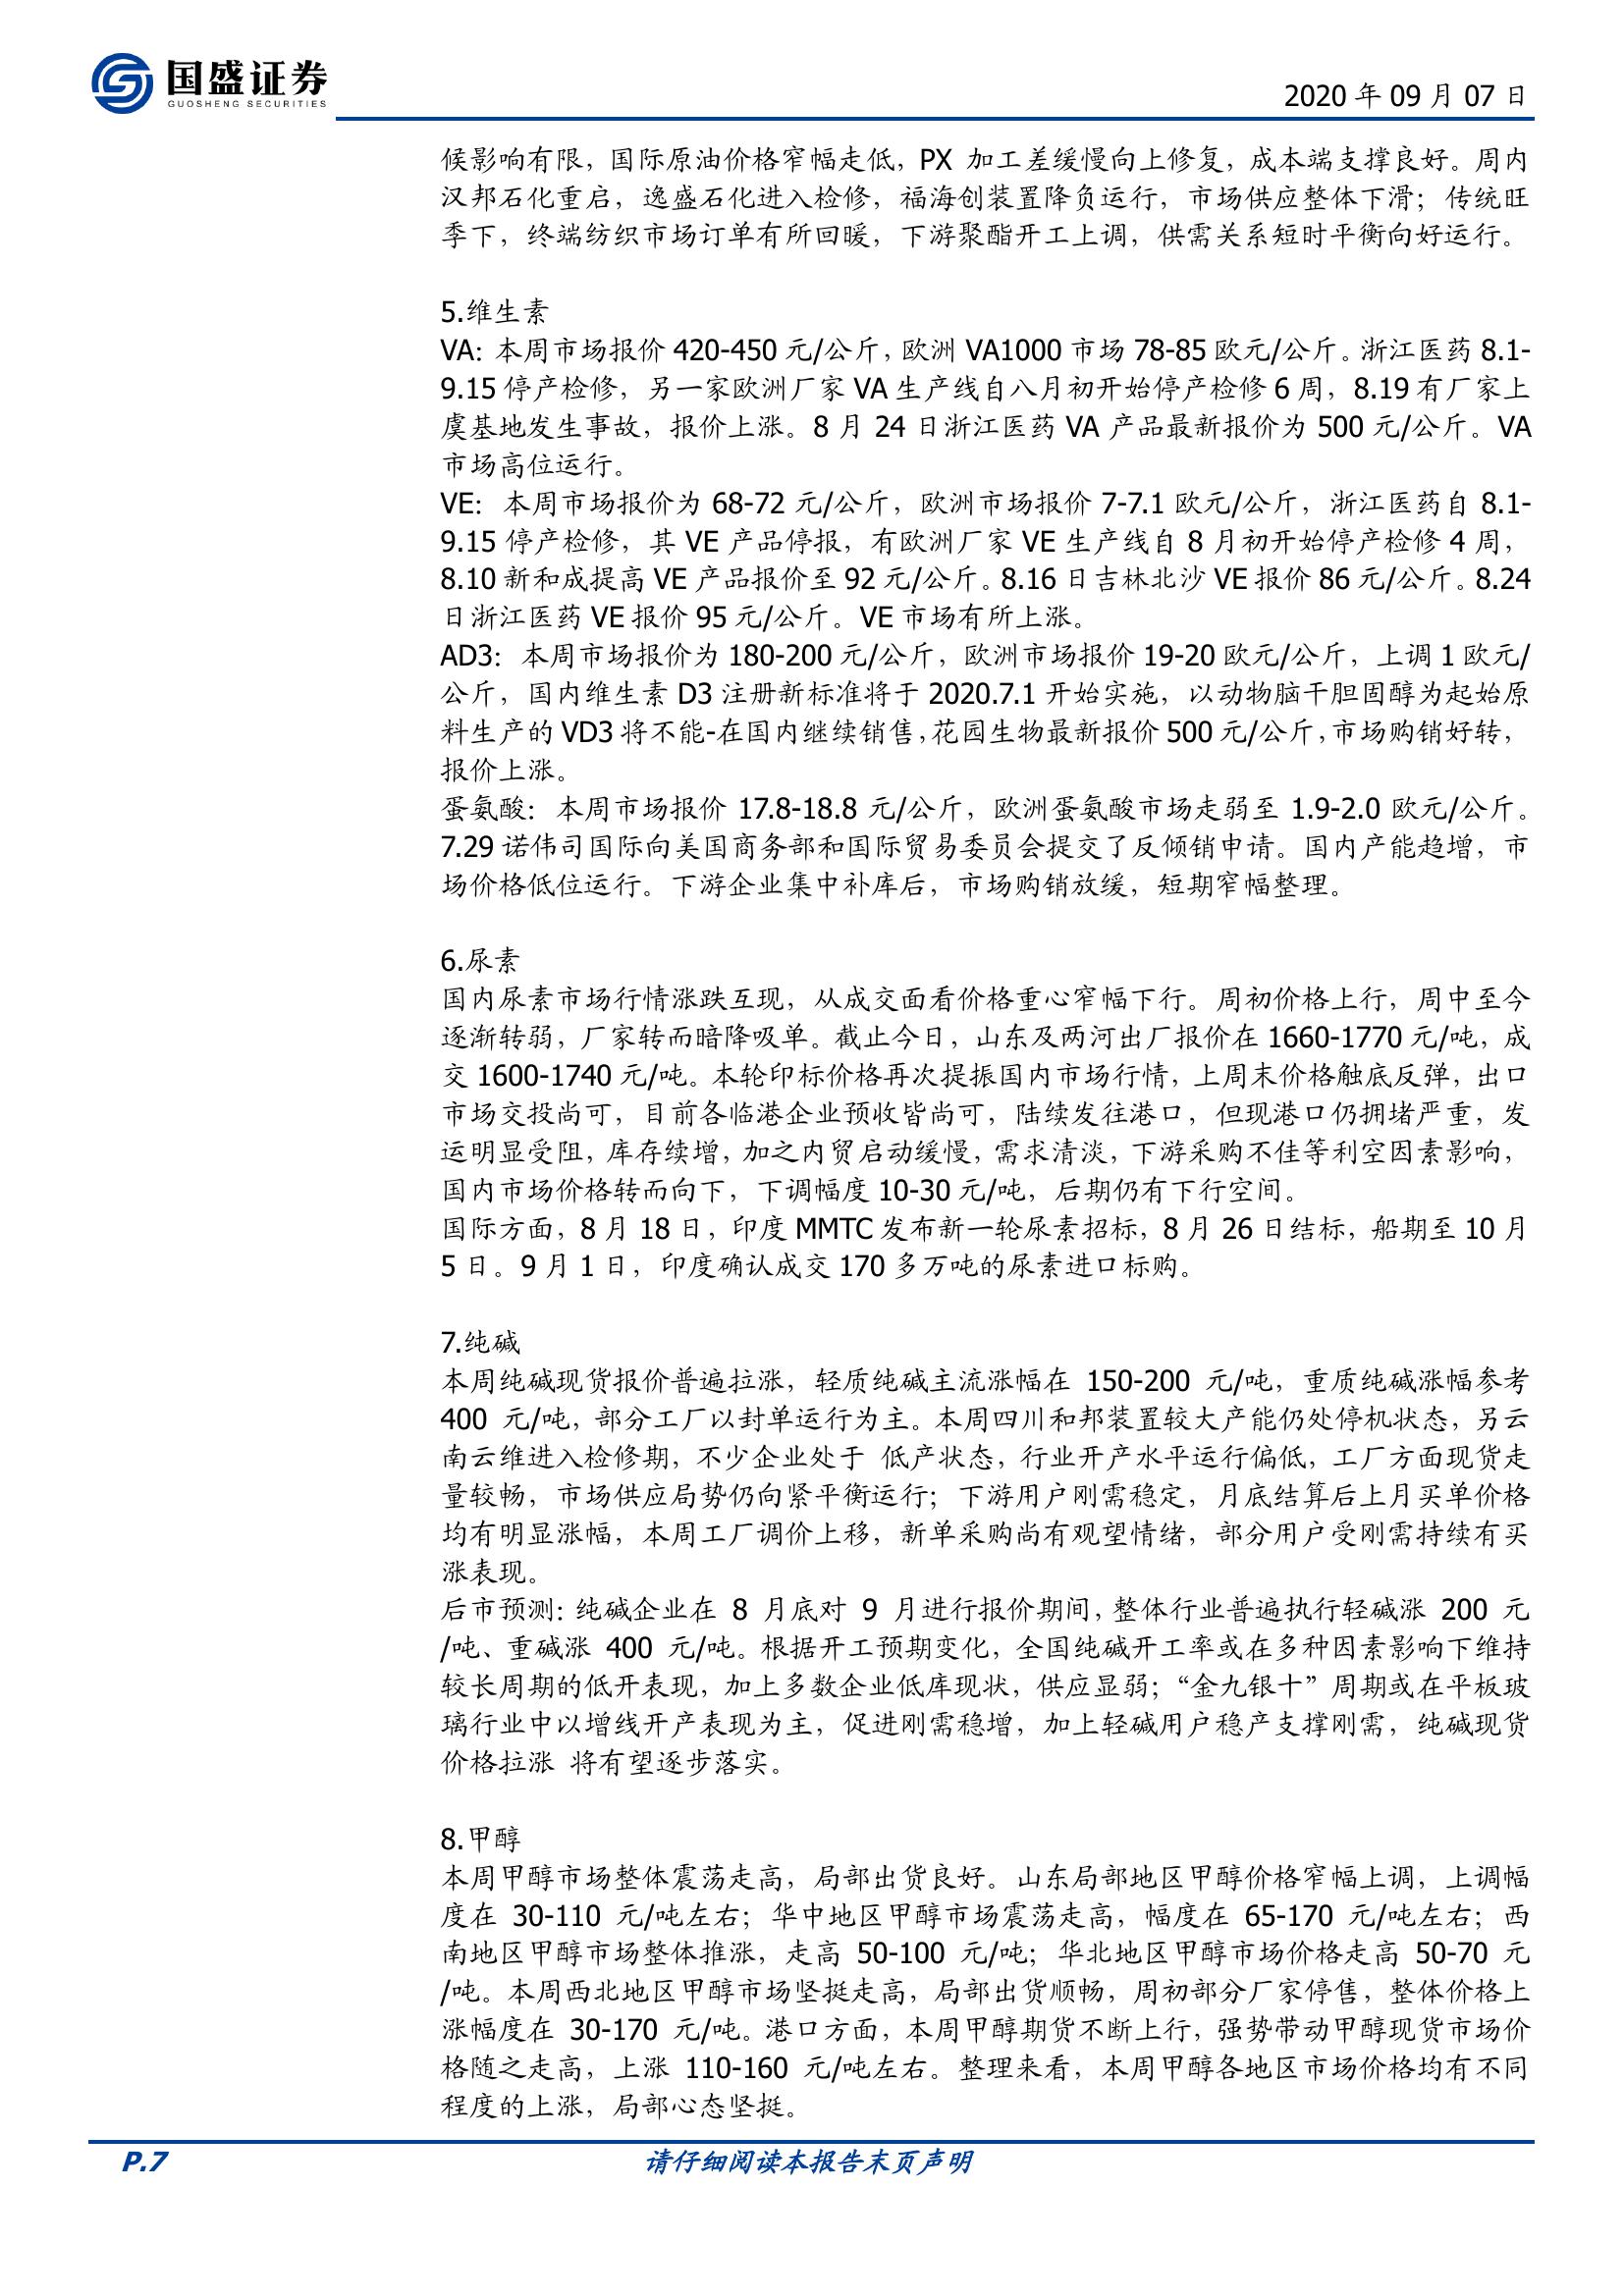 国盛证券
GUOSHENG SECURITIES
2020 年 09 月 07 日
候影响有限，国际原油价格窄幅走低，PX 加工差缓慢向上修复，成本端支撑良好。周内
汉邦石化重启，逸盛石化进入检修，福海创装置降负运行，市场供应整体下滑；传统旺
季下，终端纺织市场订单有所回暖，下游聚酯开工上调，供需关系短时平衡向好运行。
5.维生素
VA：本周市场报价 420-450 元/公斤，欧洲 VA1000 市场 78-85 欧元/公斤。浙江医药 8.1-
9.15 停产检修，另一家欧洲厂家 VA 生产线自八月初开始停产检修 6 周，8.19 有厂家上
虞基地发生事故，报价上涨。8 月 24 日浙江医药 VA 产品最新报价为 500 元/公斤。VA
市场高位运行。
VE：本周市场报价为 68-72 元/公斤，欧洲市场报价 7-7.1 欧元/公斤，浙江医药自 8.1-
9.15 停产检修，其 VE 产品停报，有欧洲厂家 VE 生产线自 8 月初开始停产检修 4 周，
8.10 新和成提高 VE 产品报价至 92 元/公斤。8.16 日吉林北沙 VE 报价 86 元/公斤。8.24
日浙江医药 VE 报价 95 元/公斤。VE 市场有所上涨。
AD3：本周市场报价为 180-200 元/公斤，欧洲市场报价 19-20 欧元/公斤，上调 1 欧元/
公斤，国内维生素 D3 注册新标准将于 2020.7.1 开始实施，以动物脑干胆固醇为起始原
料生产的 VD3 将不能-在国内继续销售，花园生物最新报价 500 元/公斤，市场购销好转，
报价上涨。
蛋氨酸：本周市场报价 17.8-18.8 元/公斤，欧洲蛋氨酸市场走弱至 1.9-2.0 欧元/公斤。
7.29 诺伟司国际向美国商务部和国际贸易委员会提交了反倾销申请。国内产能趋增，市
场价格低位运行。下游企业集中补库后，市场购销放缓，短期窄幅整理。
6.尿素
国内尿素市场行情涨跌互现，从成交面看价格重心窄幅下行。周初价格上行，周中至今
逐渐转弱，厂家转而暗降吸单。截止今日，山东及两河出厂报价在 1660-1770 元/吨，成
交 1600-1740 元/吨。本轮印标价格再次提振国内市场行情，上周末价格触底反弹，出口
市场交投尚可，目前各临港企业预收皆尚可，陆续发往港口，但现港口仍拥堵严重，发
运明显受阻，库存续增，加之内贸启动缓慢，需求清淡，下游采购不佳等利空因素影响，
国内市场价格转而向下，下调幅度 10-30 元/吨，后期仍有下行空间。
国际方面，8 月 18 日，印度 MMTC 发布新一轮尿素招标，8 月 26 日结标，船期至 10 月
5 日。9 月 1 日，印度确认成交 170 多万吨的尿素进口标购。
7.纯碱
本周纯碱现货报价普遍拉涨，轻质纯碱主流涨幅在 150-200 元/吨，重质纯碱涨幅参考
400 元/吨，部分工厂以封单运行为主。本周四川和邦装置较大产能仍处停机状态，另云
南云维进入检修期，不少企业处于 低产状态，行业开产水平运行偏低，工厂方面现货走
量较畅，市场供应局势仍向紧平衡运行；下游用户刚需稳定，月底结算后上月买单价格
均有明显涨幅，本周工厂调价上移，新单采购尚有观望情绪，部分用户受刚需持续有买
涨表现。
后市预测：纯碱企业在 8 月底对 9 月进行报价期间，整体行业普遍执行轻碱涨 200 元
/吨、重碱涨 400 元/吨。根据开工预期变化，全国纯碱开工率或在多种因素影响下维持
较长周期的低开表现，加上多数企业低库现状，供应显弱；“金九银十”周期或在平板玻
璃行业中以增线开产表现为主，促进刚需稳增，加上轻碱用户稳产支撑刚需，纯碱现货
价格拉涨 将有望逐步落实。
8.甲醇
本周甲醇市场整体震荡走高，局部出货良好。山东局部地区甲醇价格窄幅上调，上调幅
度在 30-110 元/吨左右；华中地区甲醇市场震荡走高，幅度在 65-170 元/吨左右；西
南地区甲醇市场整体推涨，走高 50-100 元/吨；华北地区甲醇市场价格走高 50-70 元
/吨。本周西北地区甲醇市场坚挺走高，局部出货顺畅，周初部分厂家停售，整体价格上
涨幅度在 30-170 元/吨。港口方面，本周甲醇期货不断上行，强势带动甲醇现货市场价
格随之走高，上涨 110-160 元/吨左右。整理来看，本周甲醇各地区市场价格均有不同
程度的上涨，局部心态坚挺。
P.7
请仔细阅读本报告末页声明